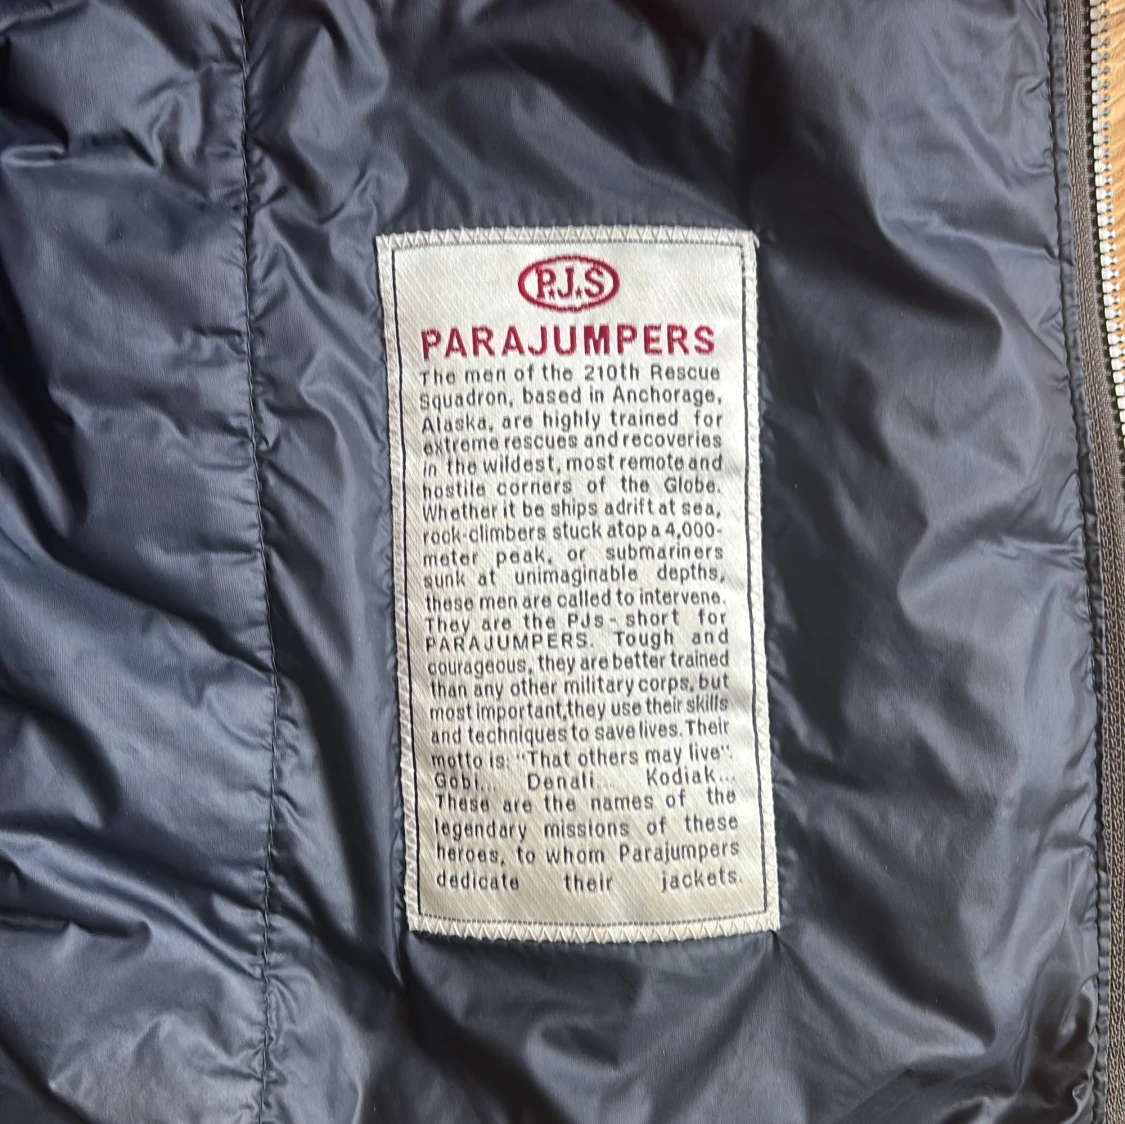 P.J.S
PARAJUMPERS
The men of the 210th Rescue
Squadron, based in Anchorage,
Alaska, are highly trained for
extreme rescues and recoveries
in the wildest, most remote and
hostile corners of the Globe.
Whether it be ships adrift at sea,
rock-climbers stuck atop a 4,000-
meter peak, or submariners
sunk at unimaginable depths,
these men are called to intervene.
They are the PJs - short for
PARAJUMPERS. Tough and
courageous, they are better trained
than any other military corps, but
most important,they use their skills
and techniques to save lives. Their
motto is: "That others may live".
Gobi... Denali... Kodiak...
These are the names of the
legendary missions of these
heroes, to whom Parajumpers
dedicate their jackets.